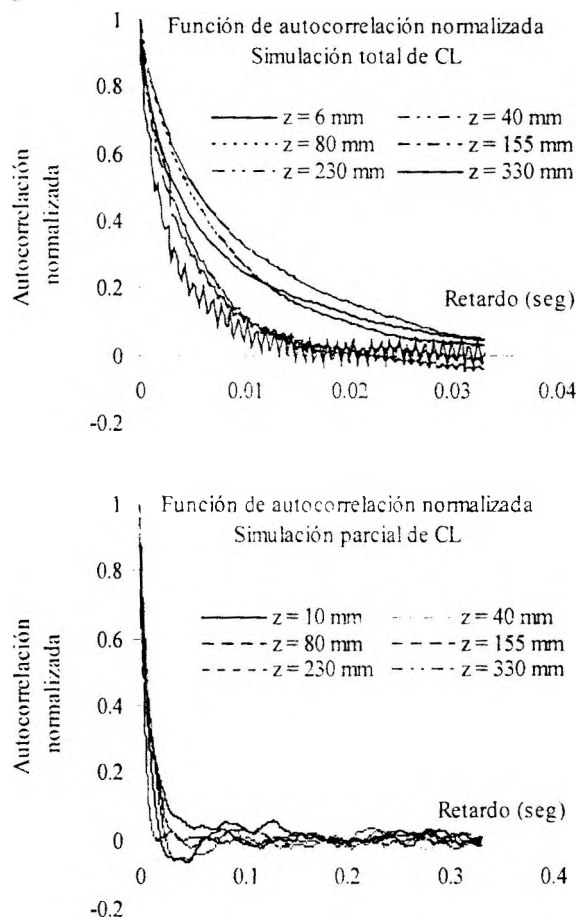 Función de autocorrelación normalizada
Simulación total de CL
z = 6 mm
z = 40 mm
z = 80 mm
z = 155 mm
z = 230 mm
z = 330 mm
Autocorrelación
normalizada
Retardo (seg)
1
0.8
0.6
0.4
0.2
0
-0.2
0
0.01
0.02
0.03
0.04
Función de autocorrelación normalizada
Simulación parcial de CL
z = 10 mm
z = 40 mm
z = 80 mm
z = 155 mm
z = 230 mm
z = 330 mm
Autocorrelación
normalizada
Retardo (seg)
1
0.8
0.6
0.4
0.2
0
-0.2
0
0.1
0.2
0.3
0.4